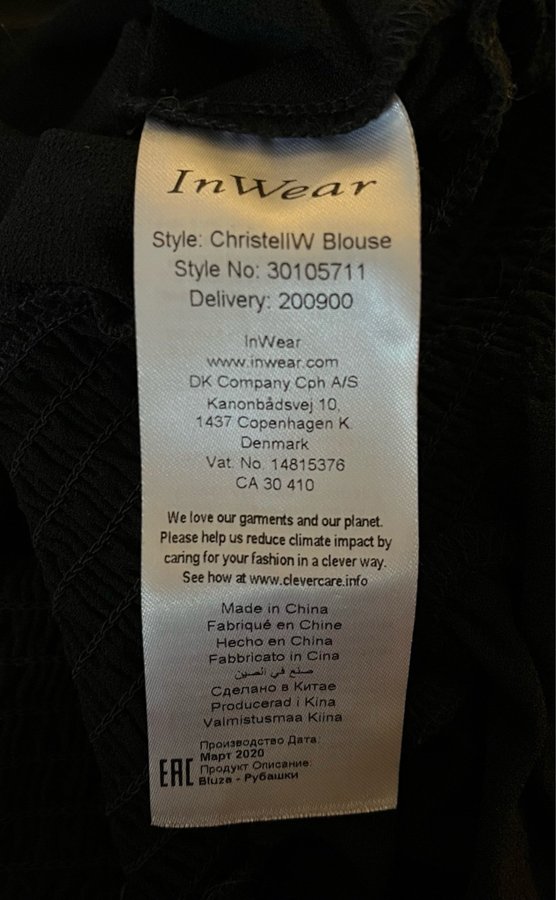 InWear
Style: ChristellW Blouse
Style No: 30105711
Delivery: 200900
InWear
www.inwear.com
DK Company Cph A/S
Kanonbådsvej 10,
1437 Copenhagen K.
Denmark
Vat. No. 14815376
CA 30 410
We love our garments and our planet.
Please help us reduce climate impact by
caring for your fashion in a clever way.
See how at www.clevercare.info
Made in China
Fabriqué en Chine
Hecho en China
Fabbricato in Cina
صنع في الصين
Сделано в Китае
Producerad i Kina
Valmistusmaa Kiina
Производство Дата:
Март 2020
EAC Продукт Описание:
Bluza - Рубашки